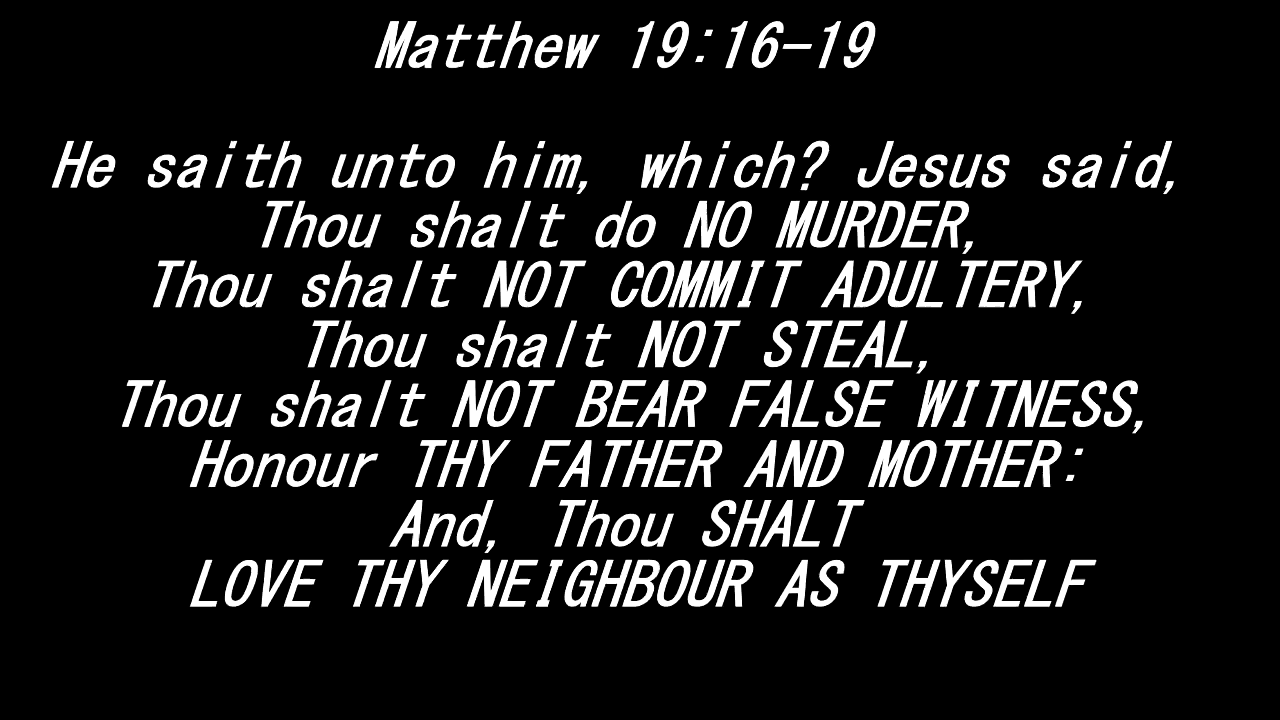 Matthew 19:16-19
He saith unto him, which? Jesus said,
Thou shalt do NO MURDER,
Thou shalt NOT COMMIT ADULTERY,
Thou shalt NOT STEAL,
Thou shalt NOT BEAR FALSE WITNESS,
Honour THY FATHER AND MOTHER:
And, Thou SHALT
LOVE THY NEIGHBOUR AS THYSELF